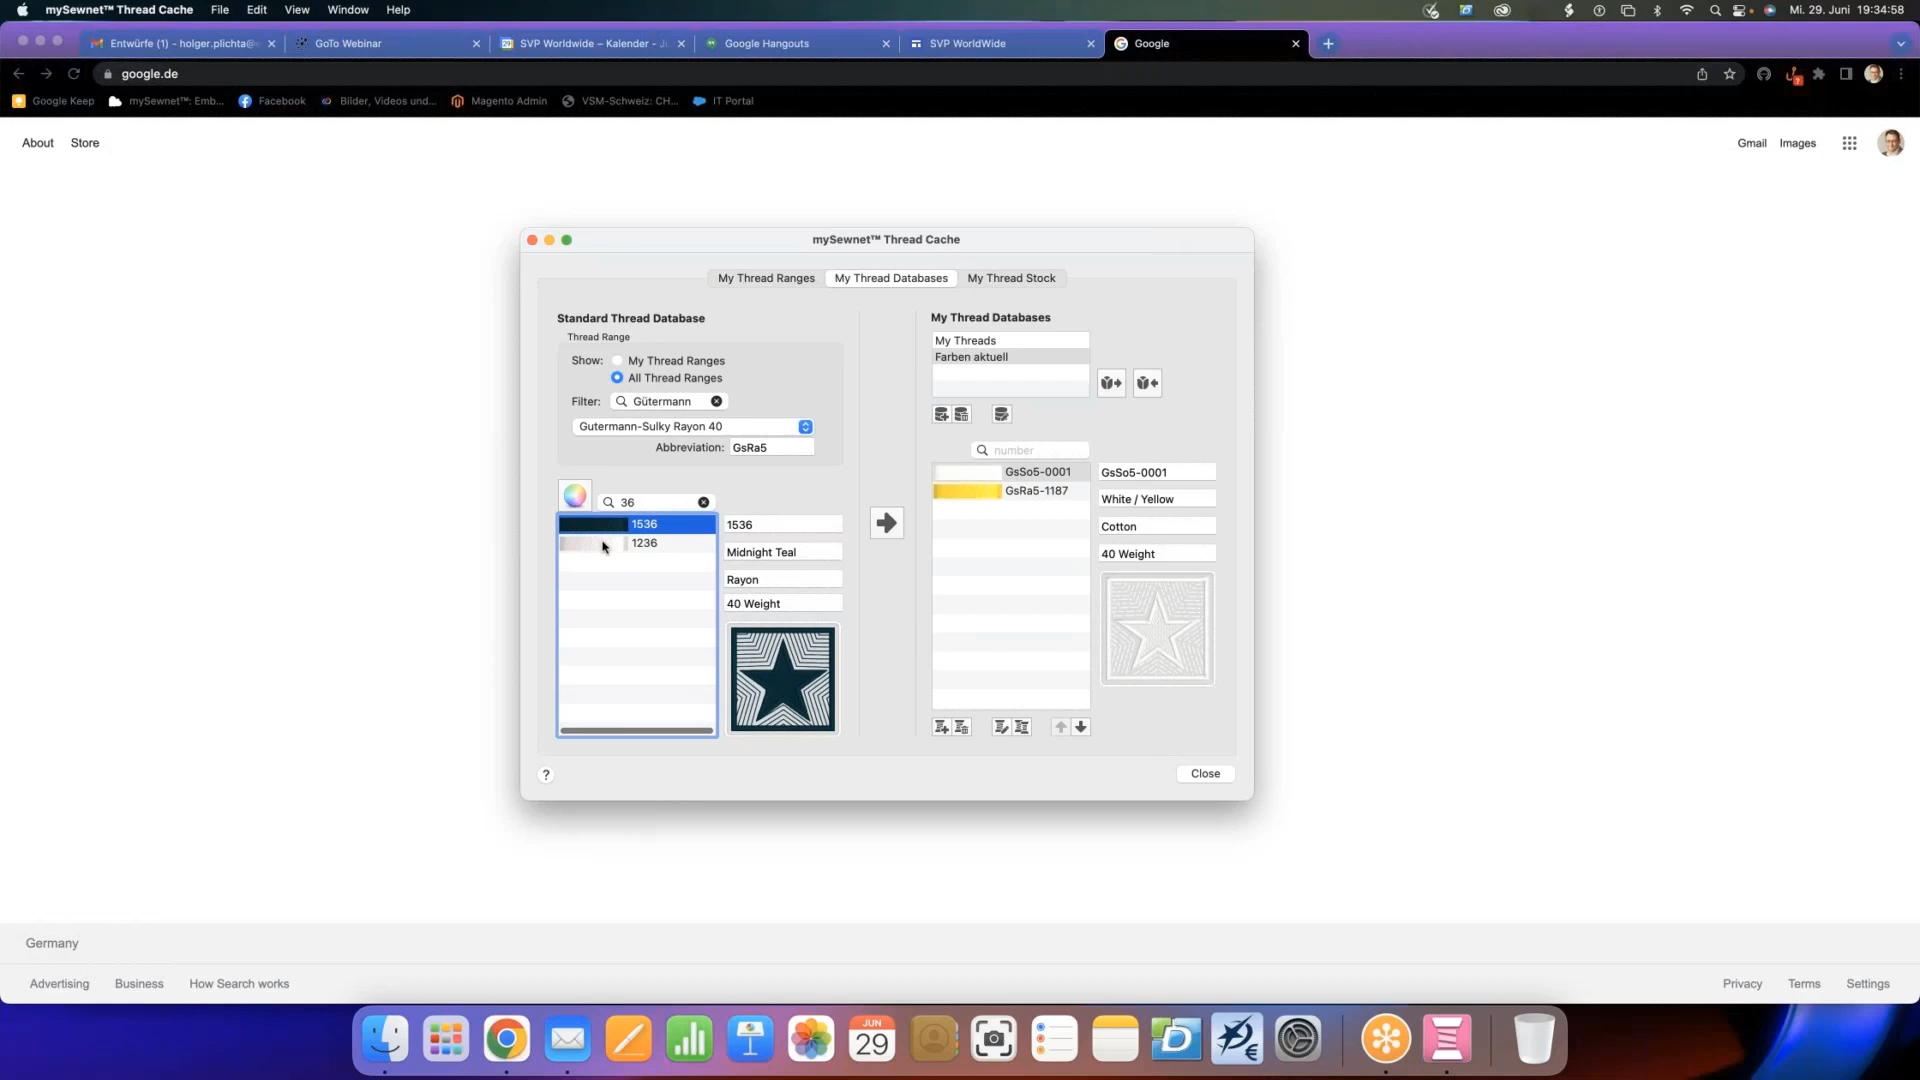 mySewnet™ Thread Cache File Edit View Window Help Mi. 29. Juni 19:34:58
Entwürfe (1) - holger.plichta@ GoTo Webinar SVP Worldwide – Kalender - Google Hangouts SVP WorldWide Google
google.de
Google Keep mySewnet™: Emb... Facebook Bilder, Videos und... Magento Admin VSM-Schweiz: CH... IT Portal
About Store Gmail Images
mySewnet™ Thread Cache
My Thread Ranges My Thread Databases My Thread Stock
Standard Thread Database
Thread Range
Show: My Thread Ranges
All Thread Ranges
Filter: Gütermann
Gutermann-Sulky Rayon 40
Abbreviation: GsRa5
36
1536
1236
1536
Midnight Teal
Rayon
40 Weight
My Thread Databases
My Threads
Farben aktuell
number
GsSo5-0001
GsRa5-1187
GsSo5-0001
White / Yellow
Cotton
40 Weight
? Close
Germany
Advertising Business How Search works Privacy Terms Settings
JUN
29